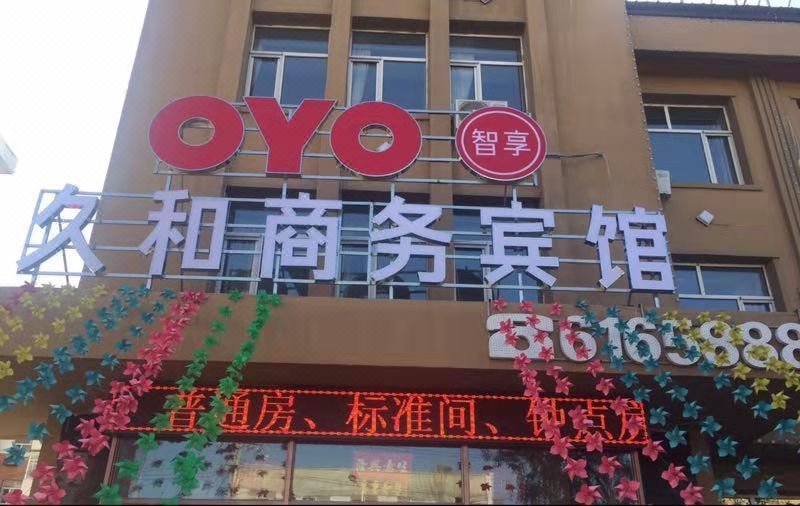 OYO 智享
久和商务宾馆
☎6165888
普通房、标准间、钟点房